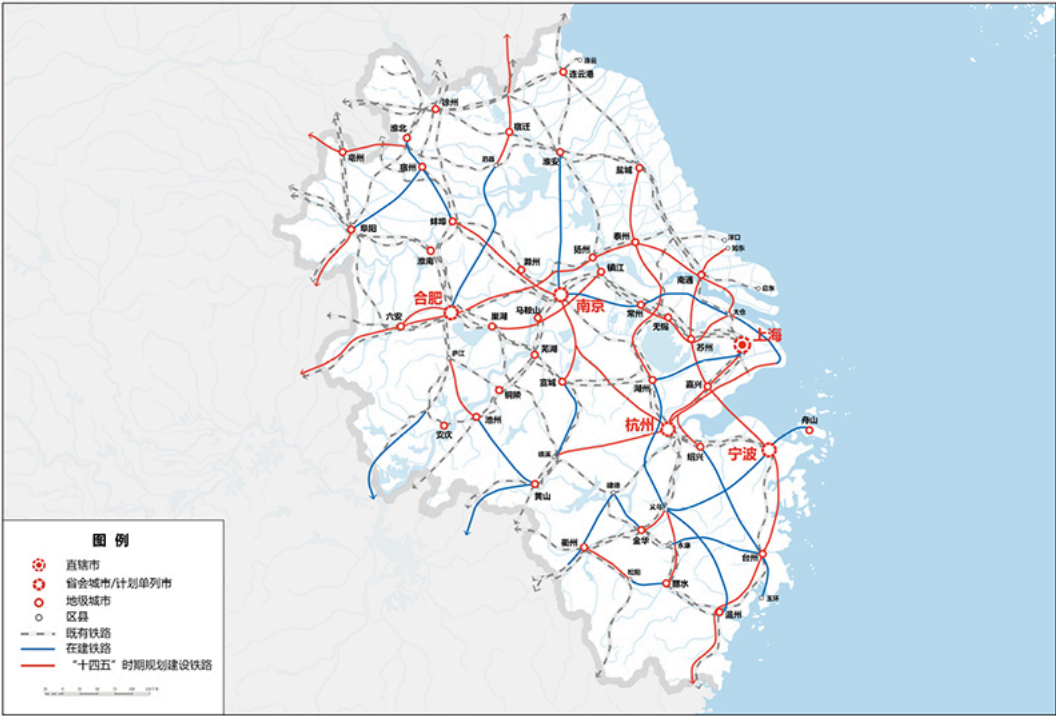 连云
连云港
徐州
宿迁
淮北
亳州
宿州
泗县
淮安
盐城
阜阳
蚌埠
淮南
滁州
扬州
泰州
镇江
洋口
如东
南通
启东
合肥
南京
六安
巢湖
马鞍山
常州
无锡
太仓
苏州
上海
庐江
芜湖
宣城
湖州
嘉兴
铜陵
池州
安庆
杭州
绍兴
宁波
舟山
绩溪
黄山
建德
义乌
衢州
金华
永康
台州
松阳
丽水
玉环
温州
图 例
直辖市
省会城市/计划单列市
地级城市
区县
既有铁路
在建铁路
“十四五”时期规划建设铁路